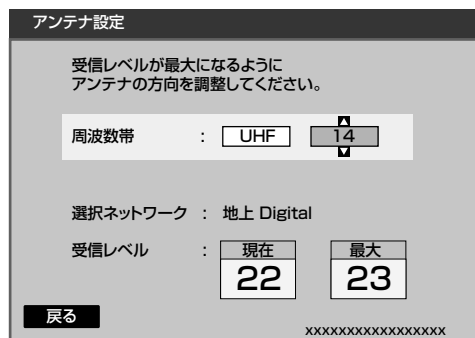 アンテナ設定
受信レベルが最大になるように
アンテナの方向を調整してください。
周波数帯 : UHF 14
選択ネットワーク : 地上 Digital
受信レベル : 現在 最大
22 23
戻る
xxxxxxxxxxxxxxxxx